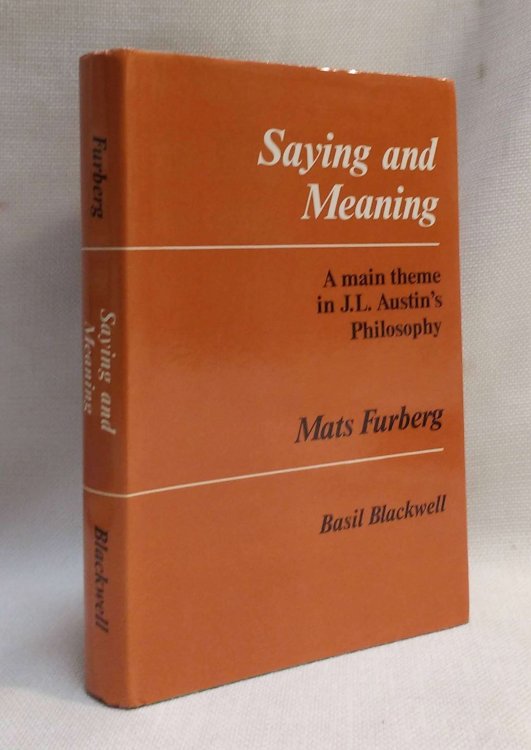 Saying and
Meaning
A main theme
in J.L. Austin's
Philosophy
Mats Furberg
Basil Blackwell
Furberg
Saying and
Meaning
Blackwell